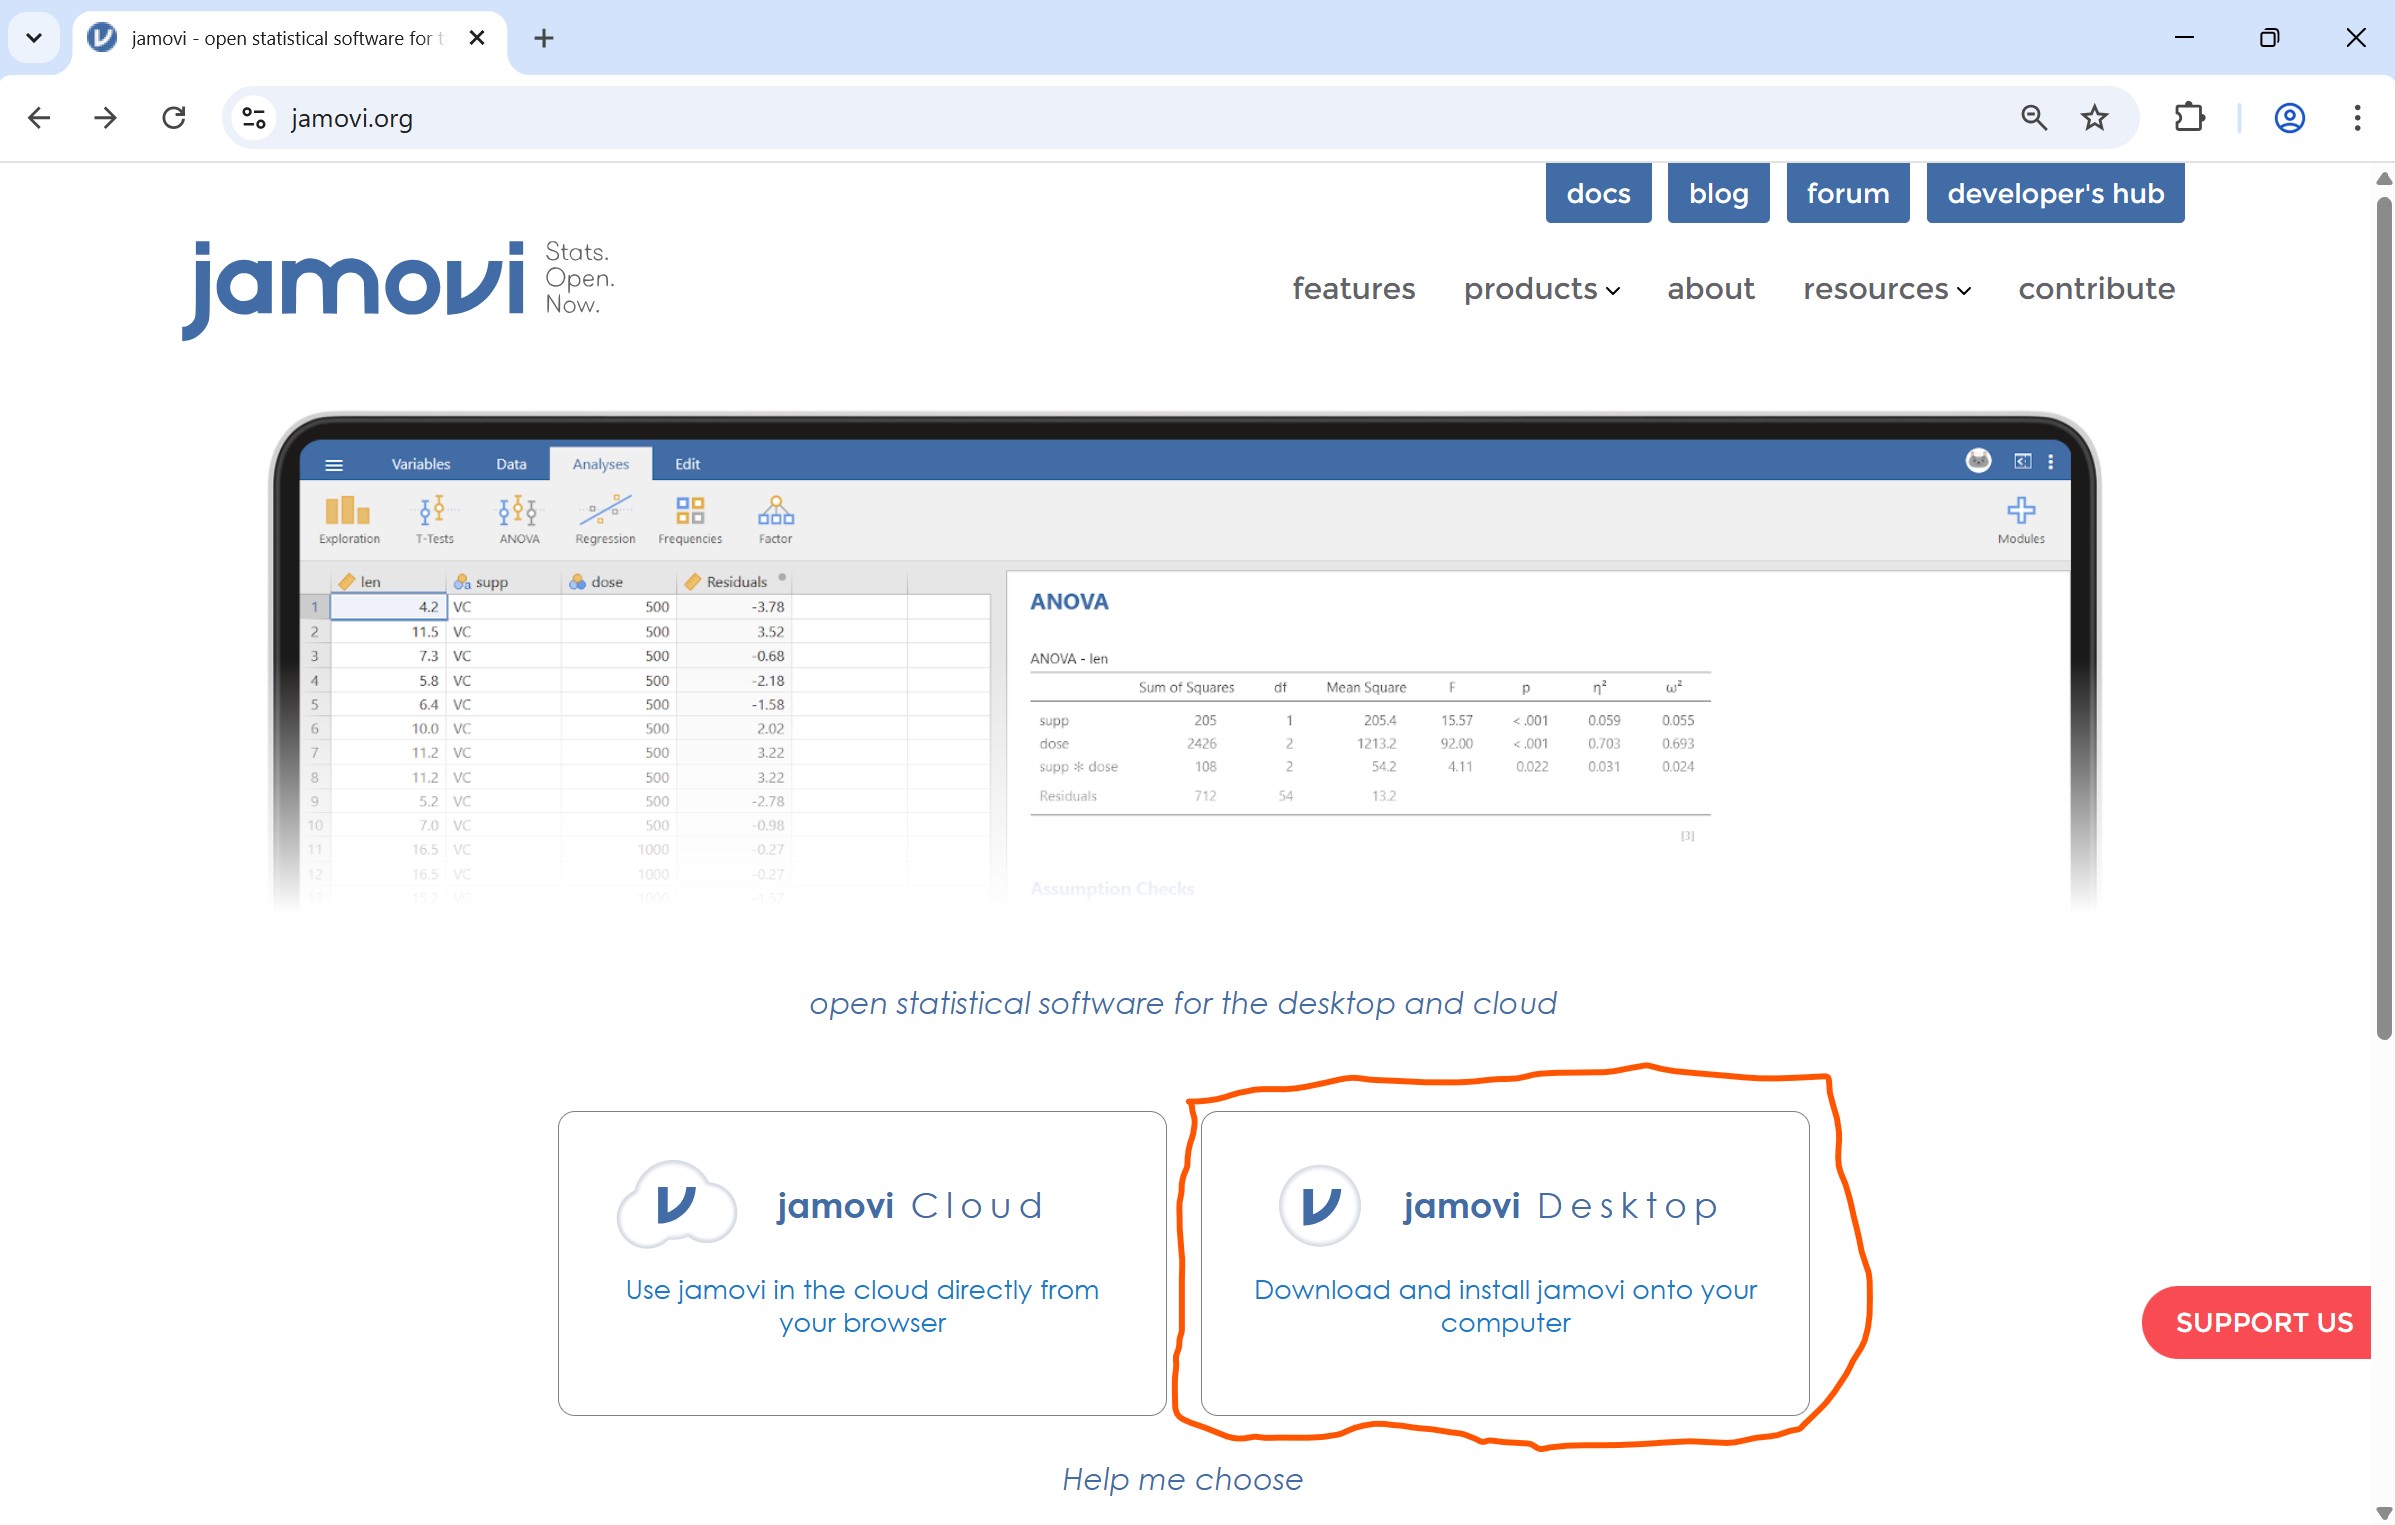 jamovi - open statistical software for t
jamovi.org
docs
blog
forum
developer's hub
jamovi
Stats.
Open.
Now.
features
products
about
resources
contribute
Variables
Data
Analyses
Edit
Exploration
T-Tests
ANOVA
Regression
Frequencies
Factor
Modules
len
supp
dose
Residuals
1 4.2 VC 500 -3.78
2 11.5 VC 500 3.52
3 7.3 VC 500 -0.68
4 5.8 VC 500 -2.18
5 6.4 VC 500 -1.58
6 10.0 VC 500 2.02
7 11.2 VC 500 3.22
8 11.2 VC 500 3.22
9 5.2 VC 500 -2.78
10 7.0 VC 500 -0.98
11 16.5 VC 1000 -0.27
12 16.5 VC 1000 -0.27
13 15.2 VC 1000 -1.57
ANOVA
ANOVA - len
Sum of Squares df Mean Square F p η² ω²
supp 205 1 205.4 15.57 < .001 0.059 0.055
dose 2426 2 1213.2 92.00 < .001 0.703 0.693
supp ✻ dose 108 2 54.2 4.11 0.022 0.031 0.024
Residuals 712 54 13.2
[3]
Assumption Checks
open statistical software for the desktop and cloud
jamovi Cloud
Use jamovi in the cloud directly from
your browser
jamovi Desktop
Download and install jamovi onto your
computer
SUPPORT US
Help me choose